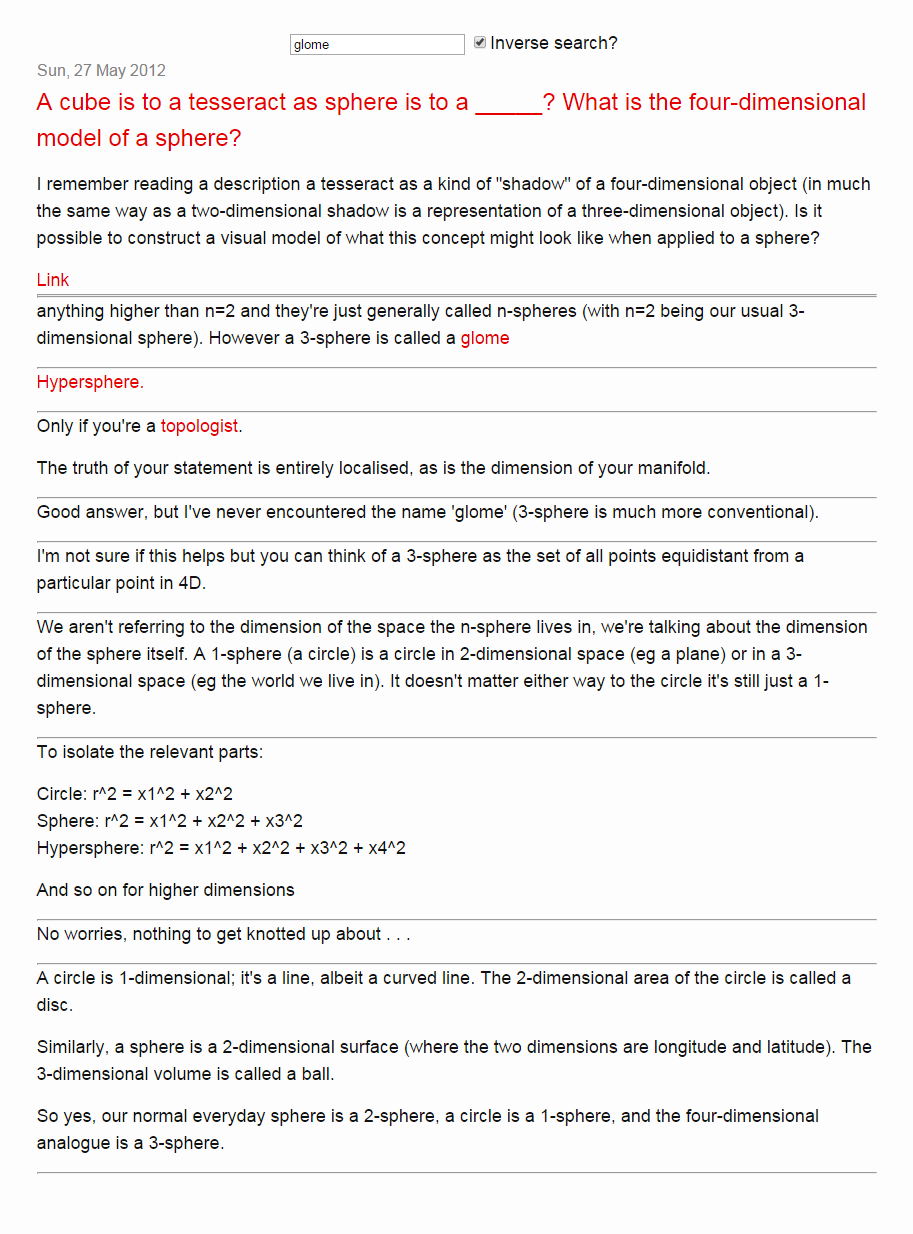 glome
Inverse search?
Sun, 27 May 2012
A cube is to a tesseract as sphere is to a _____? What is the four-dimensional
model of a sphere?
I remember reading a description a tesseract as a kind of "shadow" of a four-dimensional object (in much
the same way as a two-dimensional shadow is a representation of a three-dimensional object). Is it
possible to construct a visual model of what this concept might look like when applied to a sphere?
Link
anything higher than n=2 and they're just generally called n-spheres (with n=2 being our usual 3-
dimensional sphere). However a 3-sphere is called a glome
Hypersphere.
Only if you're a topologist.
The truth of your statement is entirely localised, as is the dimension of your manifold.
Good answer, but I've never encountered the name 'glome' (3-sphere is much more conventional).
I'm not sure if this helps but you can think of a 3-sphere as the set of all points equidistant from a
particular point in 4D.
We aren't referring to the dimension of the space the n-sphere lives in, we're talking about the dimension
of the sphere itself. A 1-sphere (a circle) is a circle in 2-dimensional space (eg a plane) or in a 3-
dimensional space (eg the world we live in). It doesn't matter either way to the circle it's still just a 1-
sphere.
To isolate the relevant parts:
Circle: r^2 = x1^2 + x2^2
Sphere: r^2 = x1^2 + x2^2 + x3^2
Hypersphere: r^2 = x1^2 + x2^2 + x3^2 + x4^2
And so on for higher dimensions
No worries, nothing to get knotted up about . . .
A circle is 1-dimensional; it's a line, albeit a curved line. The 2-dimensional area of the circle is called a
disc.
Similarly, a sphere is a 2-dimensional surface (where the two dimensions are longitude and latitude). The
3-dimensional volume is called a ball.
So yes, our normal everyday sphere is a 2-sphere, a circle is a 1-sphere, and the four-dimensional
analogue is a 3-sphere.